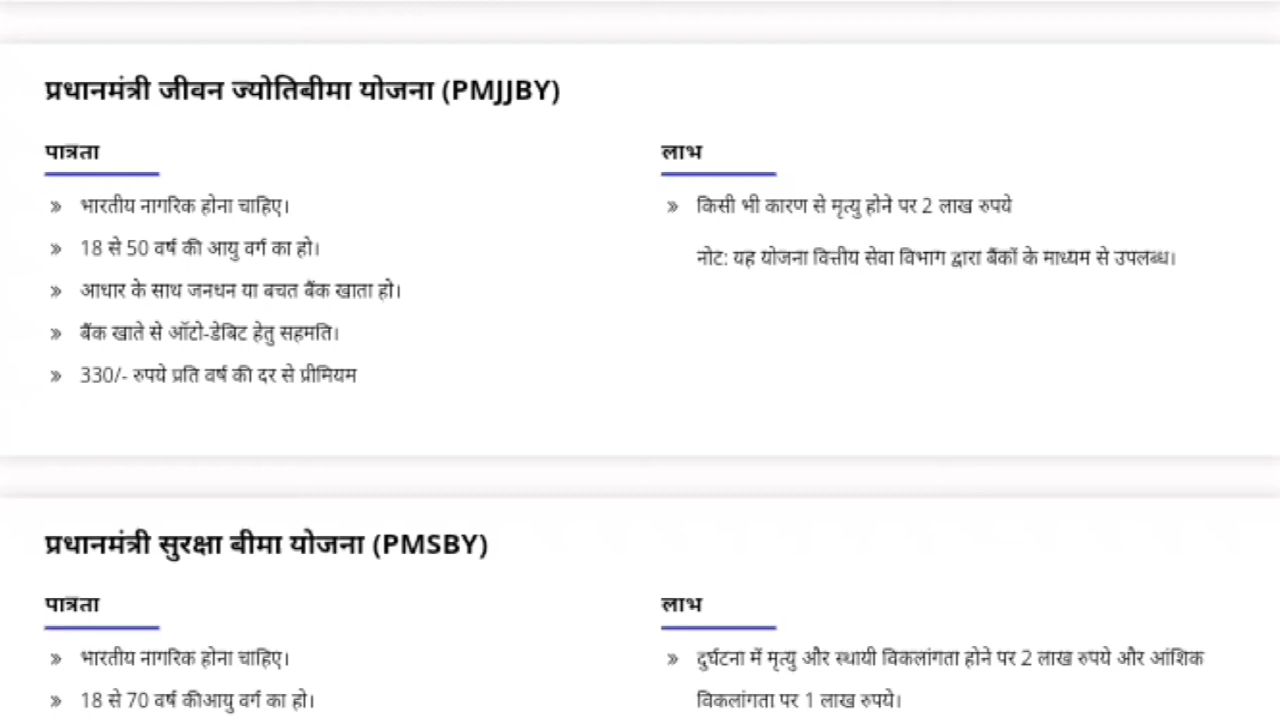 प्रधानमंत्री जीवन ज्योतिबीमा योजना (PMJJBY)
पात्रता
» भारतीय नागरिक होना चाहिए।
» 18 से 50 वर्ष की आयु वर्ग का हो।
» आधार के साथ जनधन या बचत बैंक खाता हो।
» बैंक खाते से ऑटो-डेबिट हेतु सहमति।
» 330/- रुपये प्रति वर्ष की दर से प्रीमियम
लाभ
» किसी भी कारण से मृत्यु होने पर 2 लाख रुपये
नोट: यह योजना वित्तीय सेवा विभाग द्वारा बैंकों के माध्यम से उपलब्ध।
प्रधानमंत्री सुरक्षा बीमा योजना (PMSBY)
पात्रता
» भारतीय नागरिक होना चाहिए।
» 18 से 70 वर्ष कीआयु वर्ग का हो।
लाभ
» दुर्घटना में मृत्यु और स्थायी विकलांगता होने पर 2 लाख रुपये और आंशिक
विकलांगता पर 1 लाख रुपये।